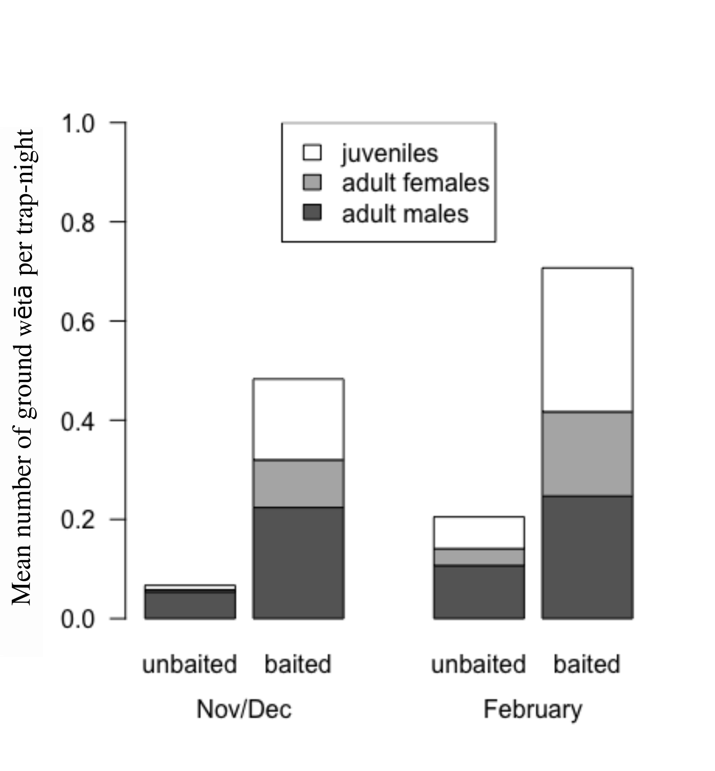 Mean number of ground wētā per trap-night
1.0
0.8
0.6
0.4
0.2
0.0
juveniles
adult females
adult males
unbaited baited unbaited baited
Nov/Dec February